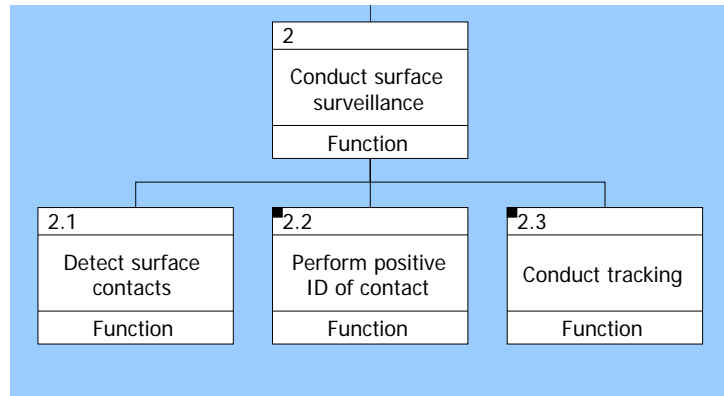 2
Conduct surface
surveillance
Function
2.1
Detect surface
contacts
Function
2.2
Perform positive
ID of contact
Function
2.3
Conduct tracking
Function